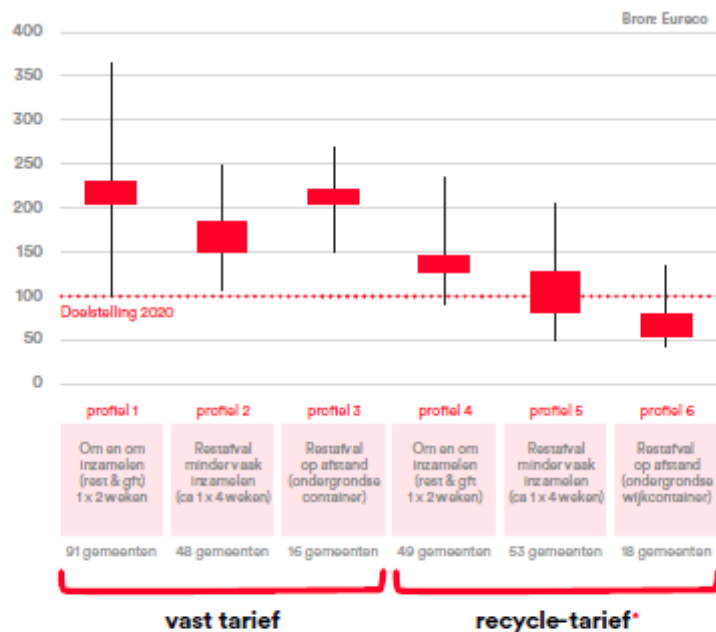 Bron: Eureco
400
350
300
250
200
150
100
50
0
Doelstelling 2020
profiel 1
profiel 2
profiel 3
profiel 4
profiel 5
profiel 6
Om en om
inzamelen
(rest & gft)
1 x 2 weken
Restafval
minder vaak
inzamelen
(ca 1 x 4 weken)
Restafval
op afstand
(ondergrondse
container)
Om en om
inzamelen
(rest & gft
1 x 2 weken)
Restafval
minder vaak
inzamelen
(ca 1 x 4 weken)
Restafval
op afstand
(ondergrondse
wijkcontainer)
91 gemeenten
48 gemeenten
16 gemeenten
49 gemeenten
53 gemeenten
18 gemeenten
vast tarief
recycle-tarief*